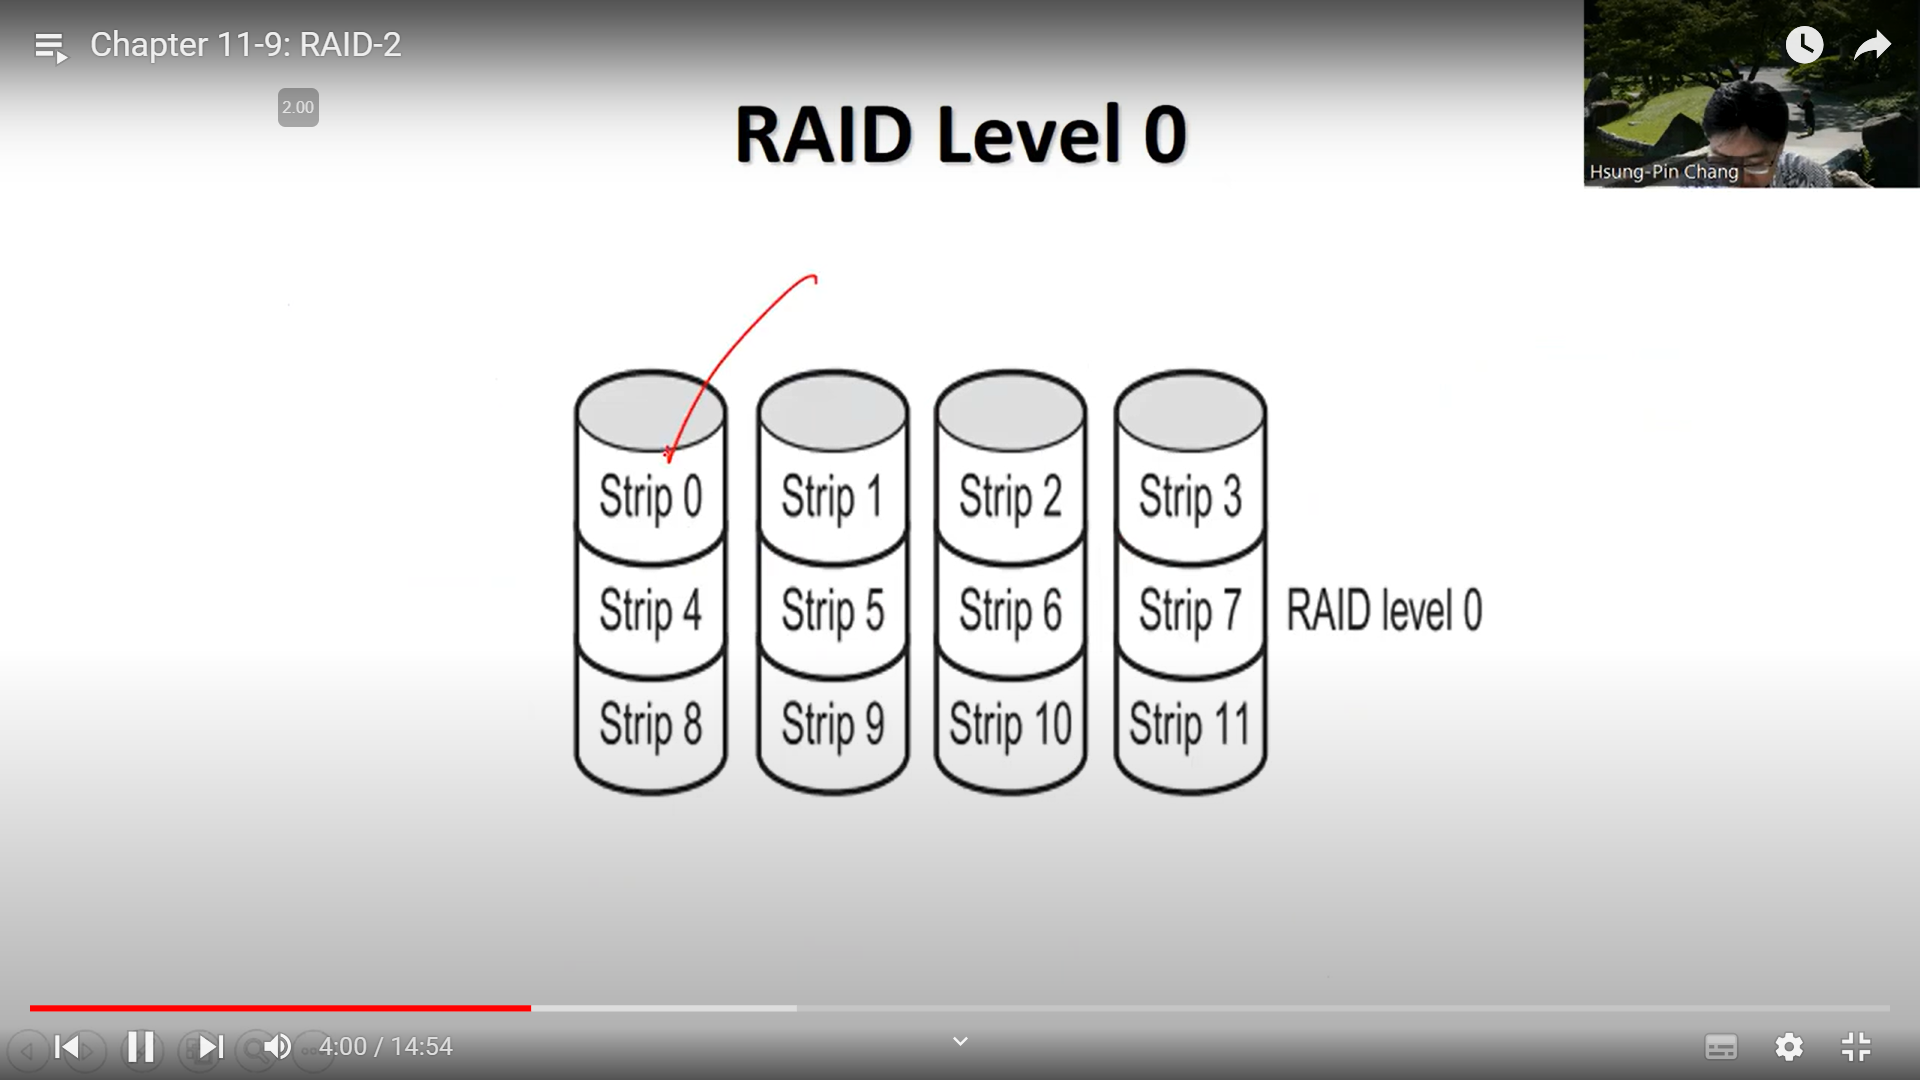 Chapter 11-9: RAID-2
2.00
RAID Level 0
Hsung-Pin Chang
Strip 0 Strip 1 Strip 2 Strip 3
Strip 4 Strip 5 Strip 6 Strip 7 RAID level 0
Strip 8 Strip 9 Strip 10 Strip 11
4:00 / 14:54